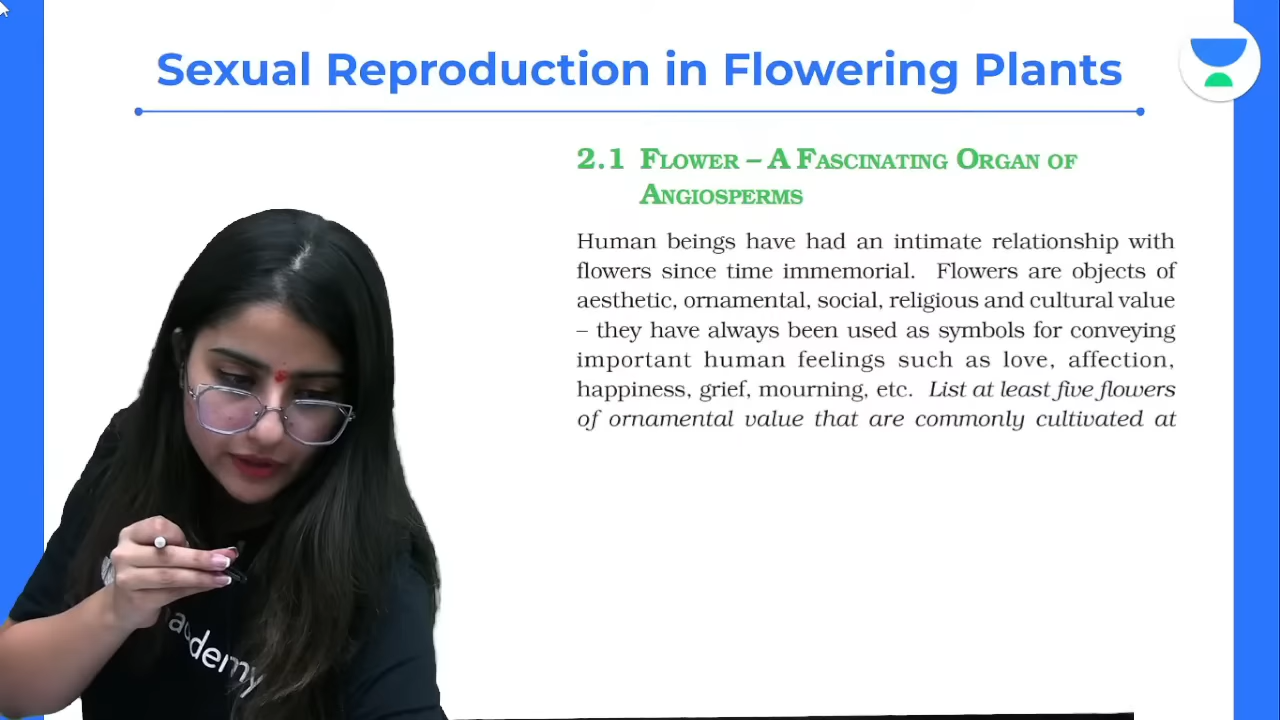 Sexual Reproduction in Flowering Plants
2.1 FLOWER – A FASCINATING ORGAN OF
ANGIOSPERMS
Human beings have had an intimate relationship with
flowers since time immemorial. Flowers are objects of
aesthetic, ornamental, social, religious and cultural value
– they have always been used as symbols for conveying
important human feelings such as love, affection,
happiness, grief, mourning, etc. List at least five flowers
of ornamental value that are commonly cultivated at